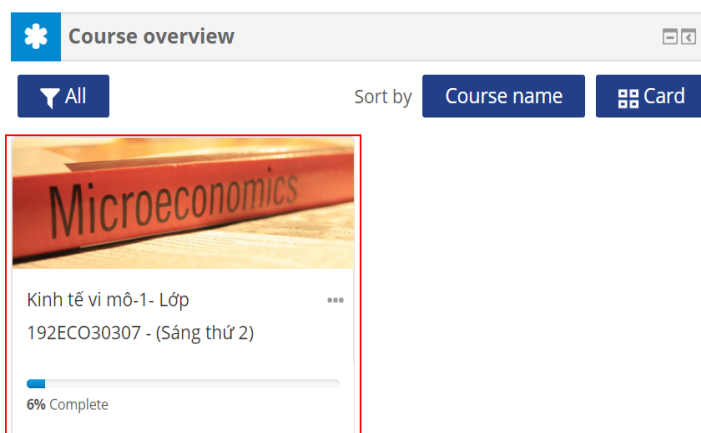 Course overview
All
Sort by
Course name
Card
Microeconomics
Kinh tế vi mô-1- Lớp
192ECO30307 - (Sáng thứ 2)
6% Complete